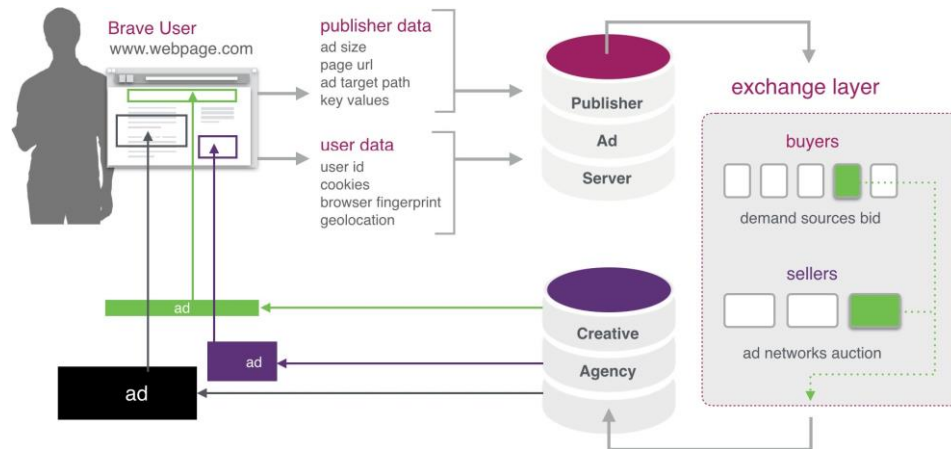 Brave User
www.webpage.com
publisher data
ad size
page url
ad target path
key values
user data
user id
cookies
browser fingerprint
geolocation
Publisher
Ad
Server
exchange layer
buyers
demand sources bid
sellers
ad networks auction
Creative
Agency
ad
ad
ad